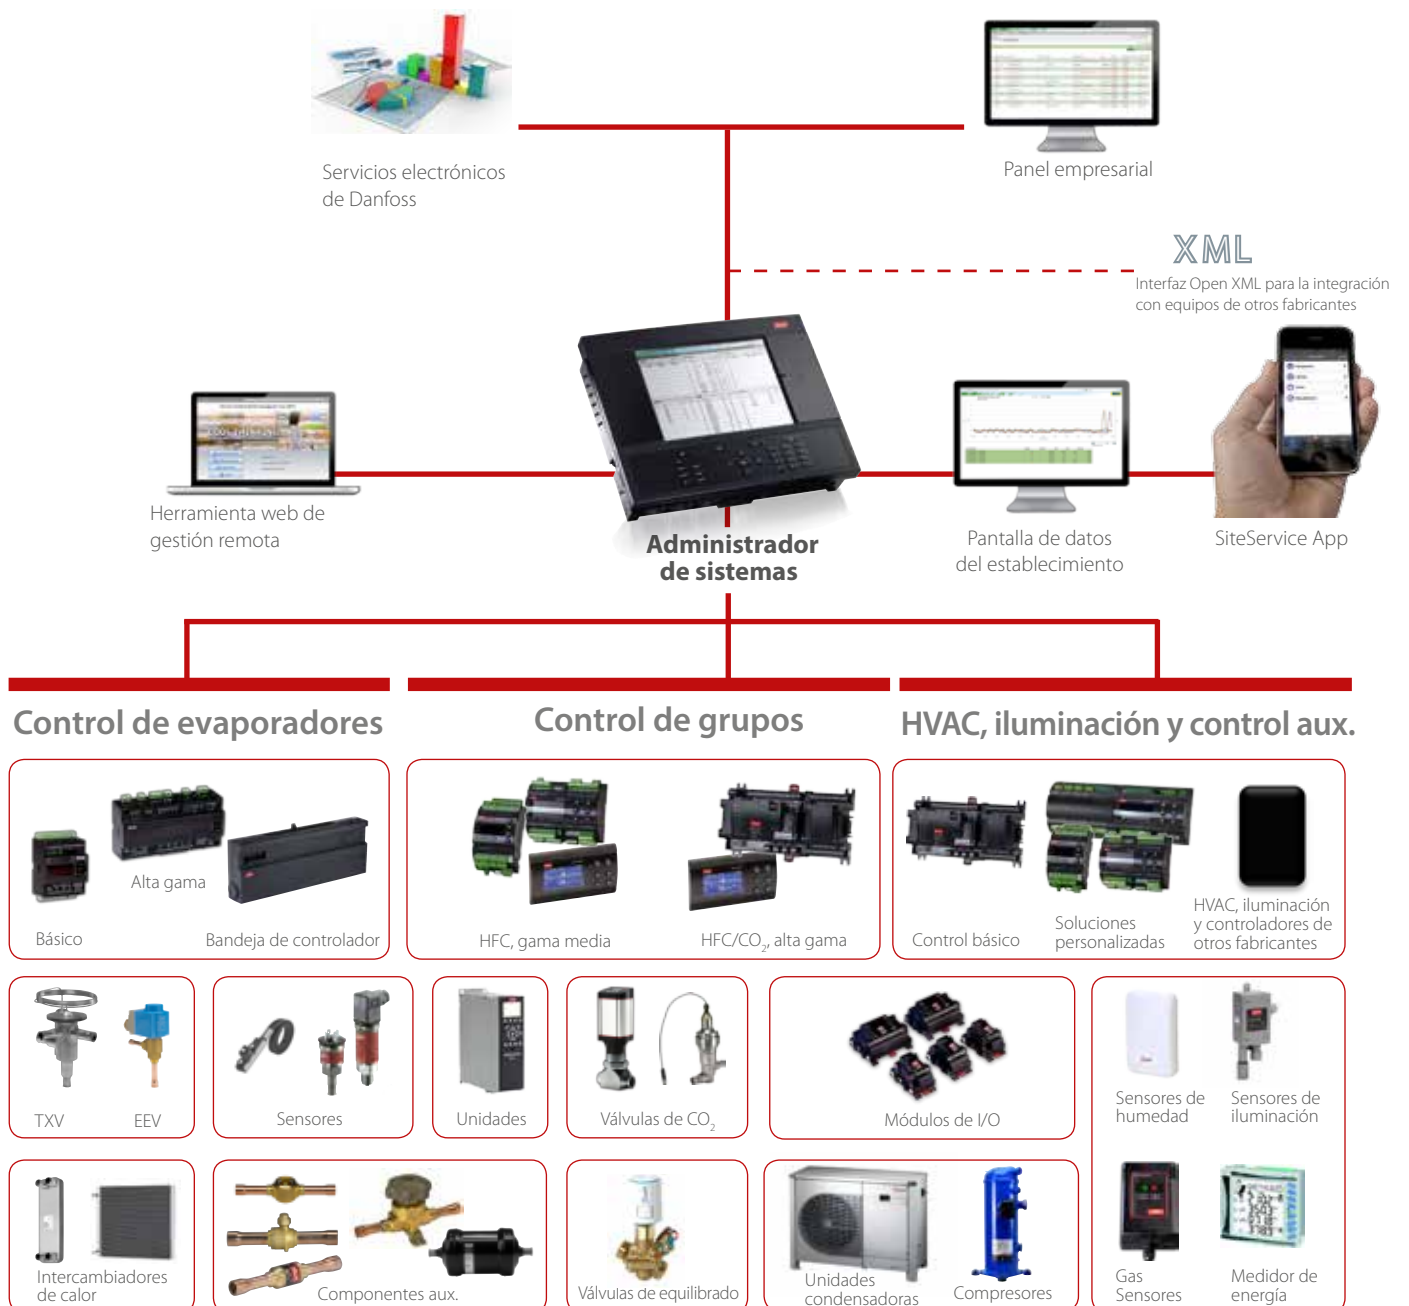 Servicios electrónicos
de Danfoss
Panel empresarial
XML
Interfaz Open XML para la integración
con equipos de otros fabricantes
Herramienta web de
gestión remota
Administrador
de sistemas
Pantalla de datos
del establecimiento
SiteService App
Control de evaporadores
Control de grupos
HVAC, iluminación y control aux.
Básico
Alta gama
Bandeja de controlador
HFC, gama media
HFC/CO₂, alta gama
Control básico
Soluciones
personalizadas
HVAC, iluminación
y controladores de
otros fabricantes
TXV
EEV
Sensores
Unidades
Válvulas de CO₂
Módulos de I/O
Sensores de
humedad
Sensores de
iluminación
Intercambiadores
de calor
Componentes aux.
Válvulas de equilibrado
Unidades
condensadoras
Compresores
Gas
Sensores
Medidor de
energía